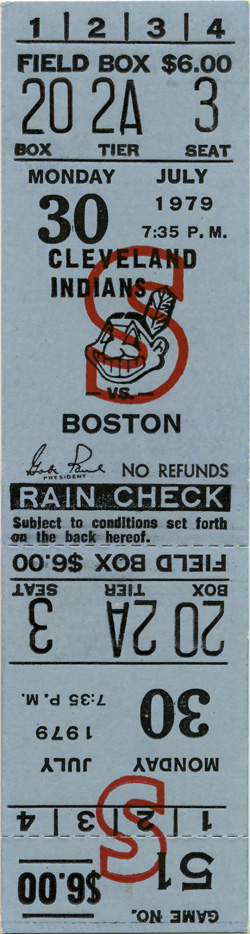 1 | 2 | 3 | 4
FIELD BOX $6.00
20 2A 3
BOX TIER SEAT
MONDAY JULY
30 1979
7:35 P. M.
CLEVELAND
INDIANS
S
— VS. —
BOSTON
Gabe Paul
PRESIDENT
NO REFUNDS
RAIN CHECK
Subject to conditions set forth
on the back hereof.
FIELD BOX $6.00
BOX TIER SEAT
20 2A 3
30 7:35 P. M.
1979
MONDAY JULY
1 | 2 | 3 | 4
S
GAME NO. 51
$6.00